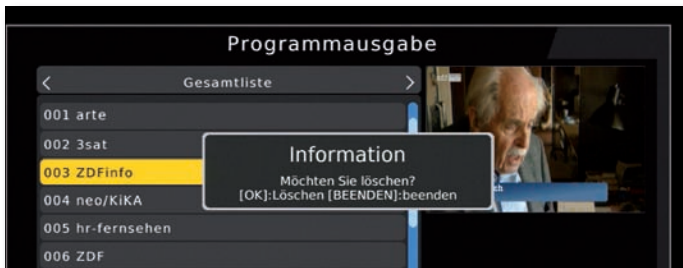 Programmausgabe
< Gesamtliste >
001 arte
002 3sat
003 ZDFinfo
004 neo/KiKA
005 hr-fernsehen
006 ZDF
Information
Möchten Sie löschen?
[OK]:Löschen [BEENDEN]:beenden